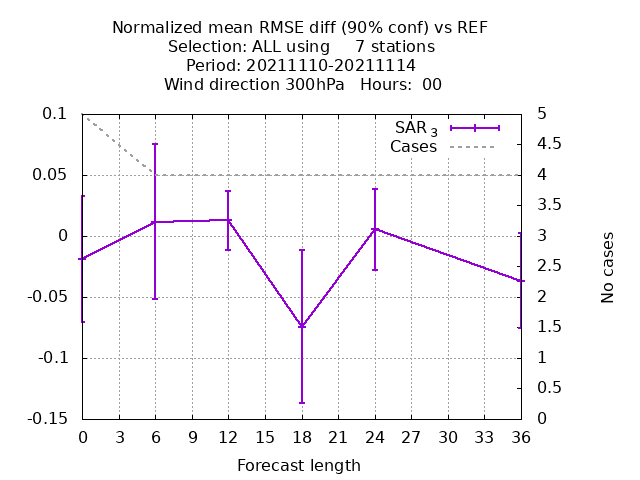 Normalized mean RMSE diff (90% conf) vs REF
Selection: ALL using     7 stations
Period: 20211110-20211114
Wind direction 300hPa   Hours:  00
SAR 3
Cases
0.1
0.05
0
-0.05
-0.1
-0.15
5
4.5
4
3.5
3
2.5
2
1.5
1
0.5
0
No cases
0 3 6 9 12 15 18 21 24 27 30 33 36
Forecast length